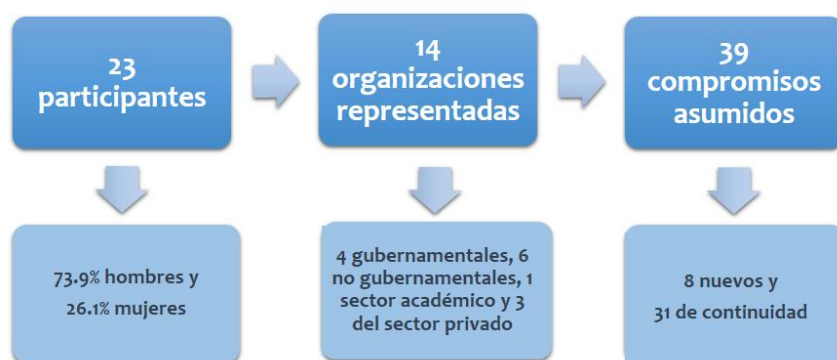 23
participantes
14
organizaciones
representadas
39
compromisos
asumidos
73.9% hombres y
26.1% mujeres
4 gubernamentales, 6
no gubernamentales, 1
sector académico y 3
del sector privado
8 nuevos y
31 de continuidad